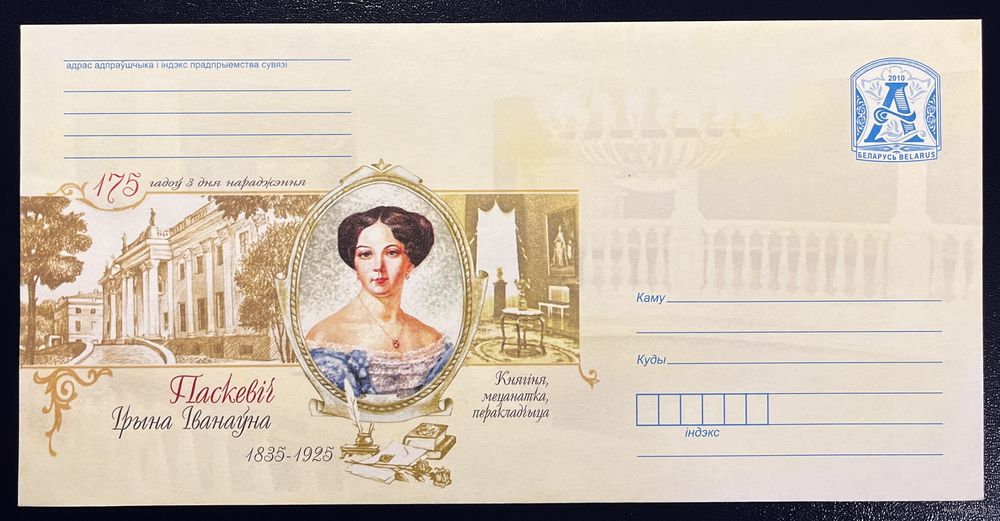 адрас адпраўшчыка і індэкс прадпрыемства сувязі
2010
А
БЕЛАРУСЬ BELARUS
175 гадоў з дня нараджэння
Паскевіч
Ірына Іванаўна
1835-1925
Княгіня,
мецанатка,
перакладчыца
Каму
Куды
індэкс